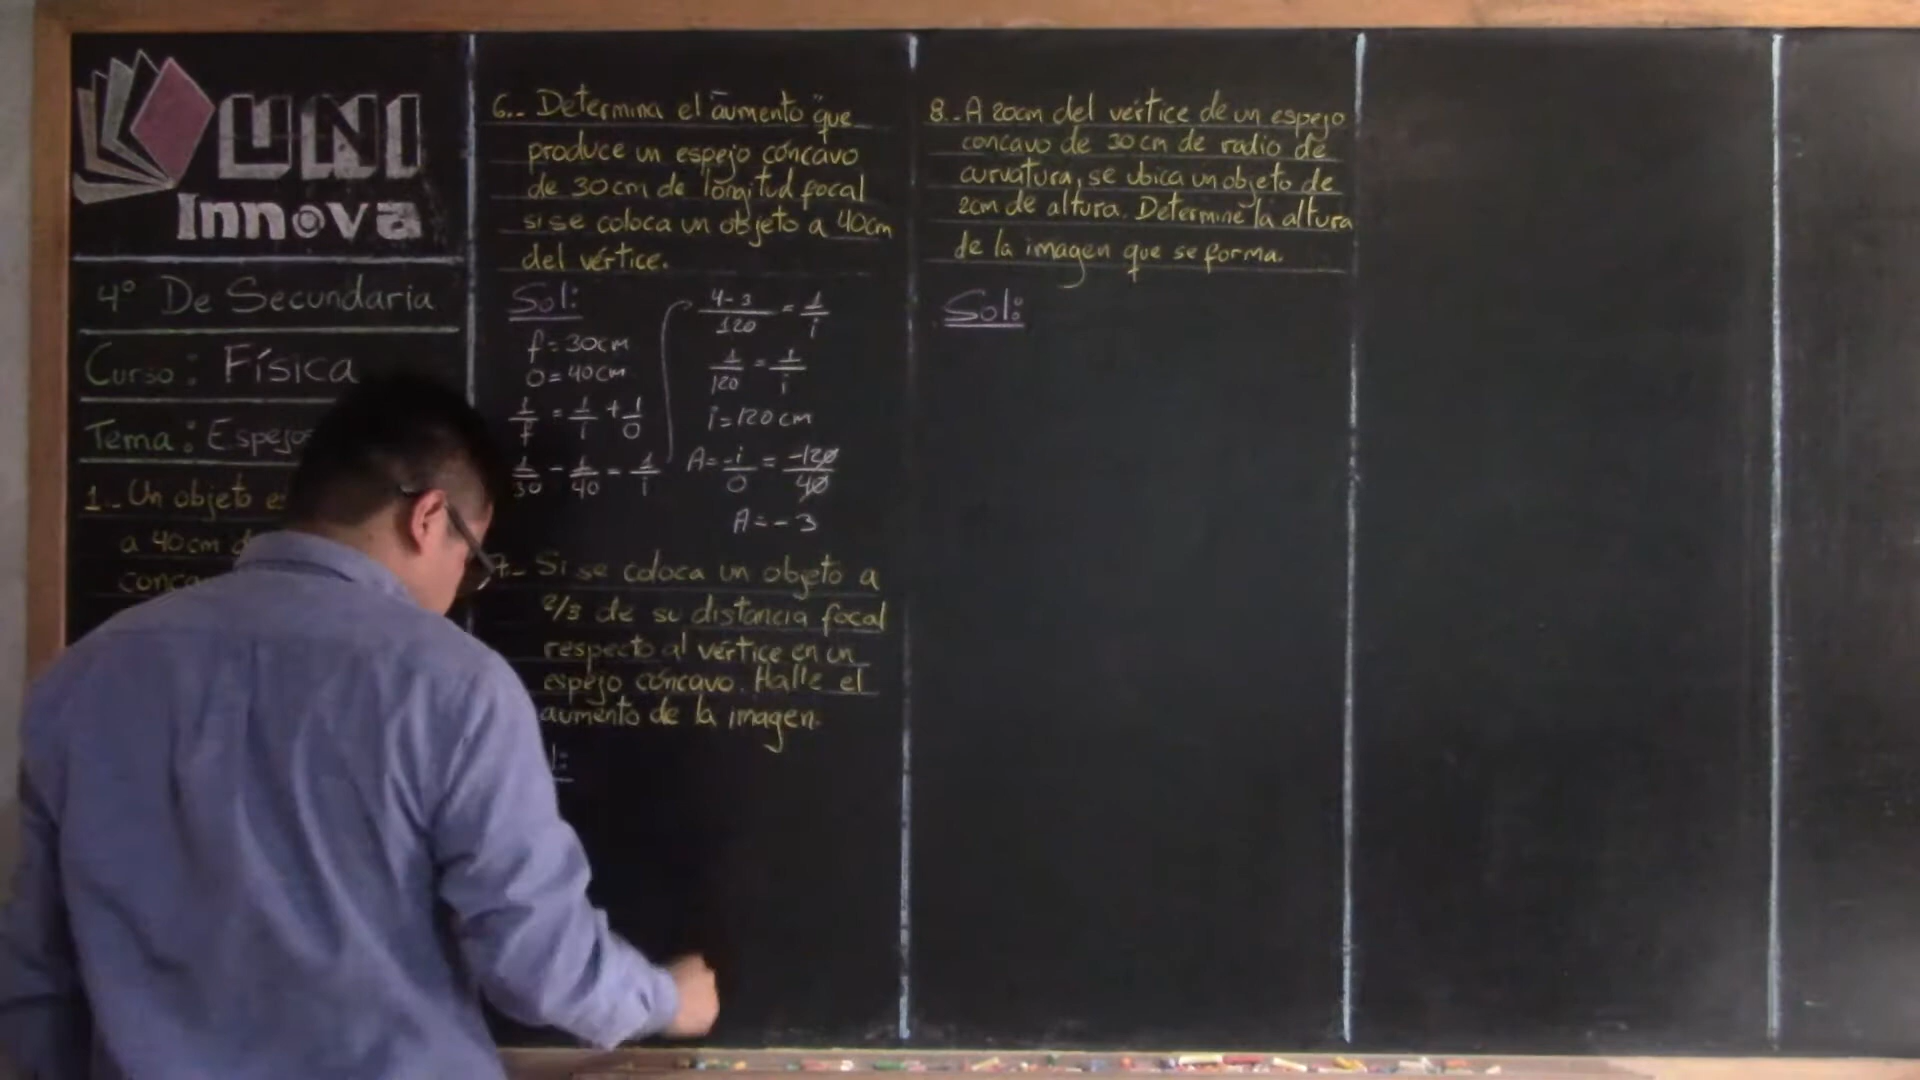 UNI
Innova
4° De Secundaria
Curso: Física
Tema: Espejos
1.- Un objeto
a 40cm
6.- Determina el "aumento" que
produce un espejo cóncavo
de 30cm de longitud focal
si se coloca un objeto a 40cm
del vértice.
Sol:
f=30cm
O=40cm
1/f = 1/i + 1/O
1/30 - 1/40 = 1/i
4-3/120 = 1/i
1/120 = 1/i
i=120cm
A= -i/O = -120/40
A=-3
7- Si se coloca un objeto a
2/3 de su distancia focal
respecto al vértice en un
espejo cóncavo. Halle el
aumento de la imagen.
8.- A 20cm del vértice de un espejo
concavo de 30cm de radio de
curvatura, se ubica un objeto de
2cm de altura. Determine la altura
de la imagen que se forma.
Sol: